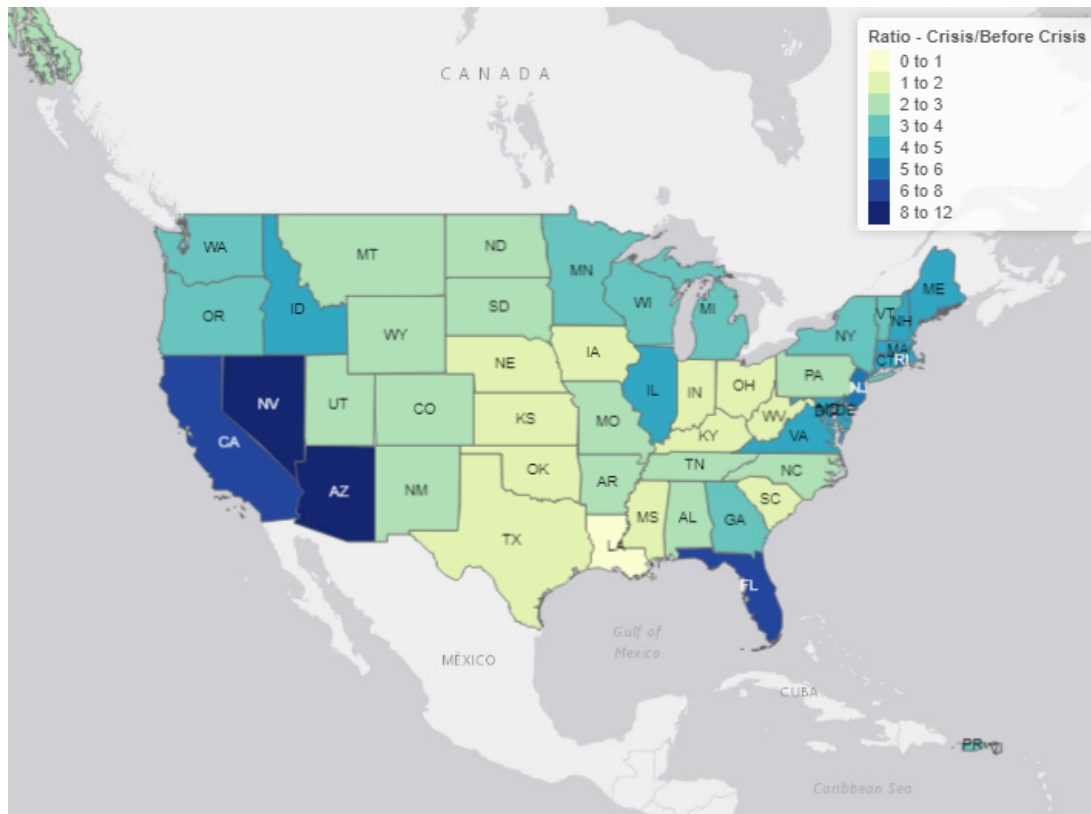 Ratio - Crisis/Before Crisis
0 to 1
1 to 2
2 to 3
3 to 4
4 to 5
5 to 6
6 to 8
8 to 12
CANADA
WA
MT
ND
MN
ME
OR
ID
SD
WI
MI
VT
NH
NY
MA
WY
CT
RI
NE
IA
PA
NJ
NV
UT
CO
IL
IN
OH
CA
KS
MO
WV
VA
DE
KY
AZ
NM
OK
AR
TN
NC
SC
TX
MS
AL
GA
LA
FL
Gulf of
Mexico
MÉXICO
CUBA
PR
Caribbean Sea